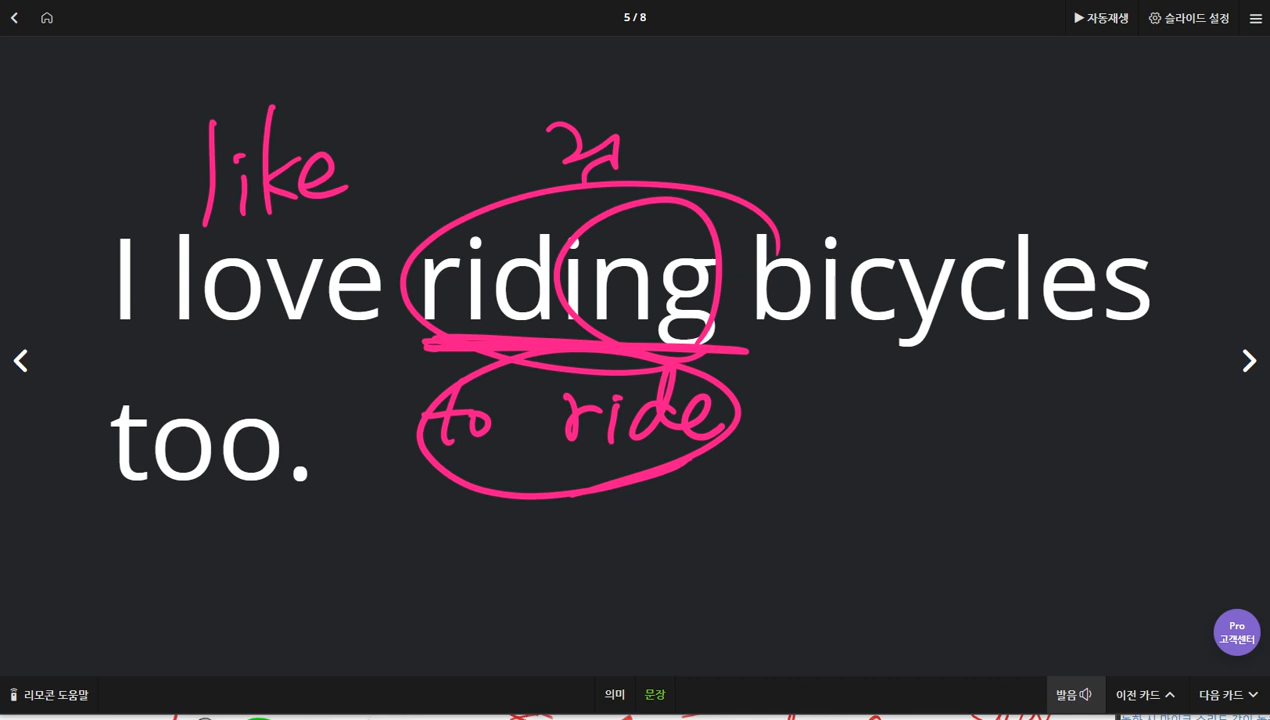 5 / 8
자동재생
슬라이드 설정
like
I love riding bicycles
to ride
too.
Pro
고객센터
리모콘 도움말
의미
문장
발음
이전 카드
다음 카드